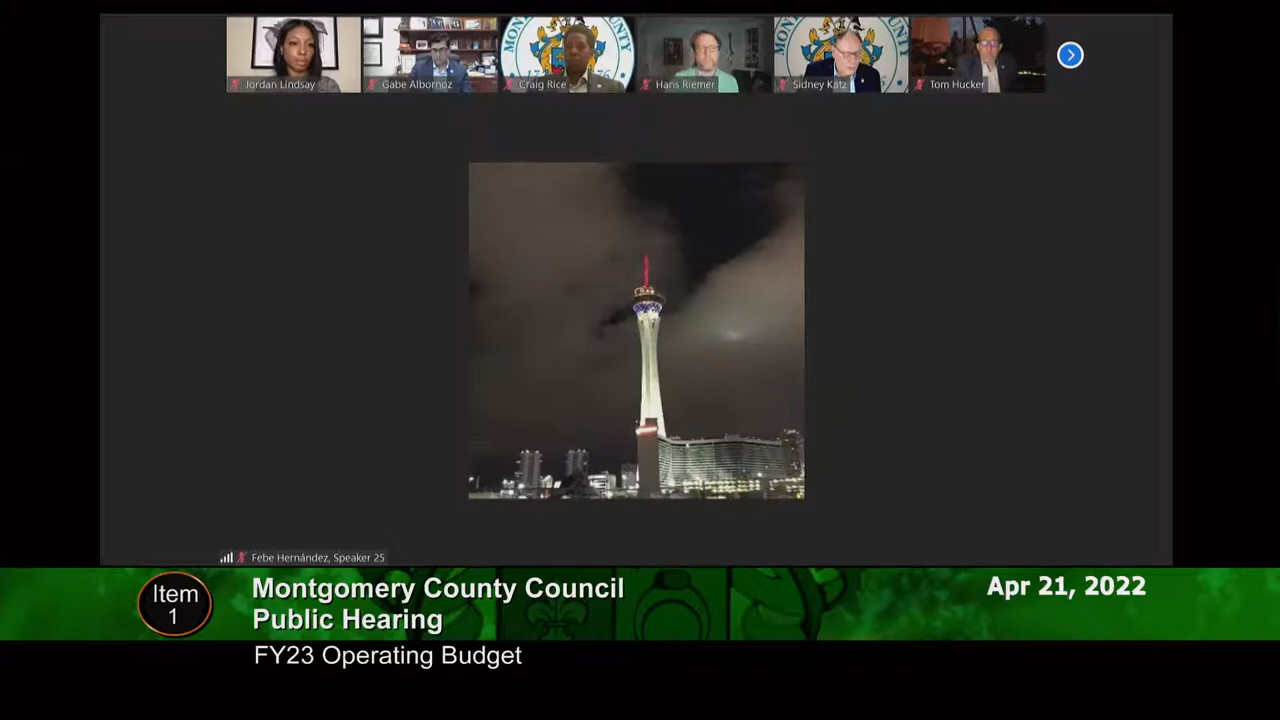 Jordan Lindsay
Gabe Albornoz
Craig Rice
Hans Riemer
Sidney Katz
Tom Hucker
Febe Hernández, Speaker 25
Item
1
Montgomery County Council
Public Hearing
Apr 21, 2022
FY23 Operating Budget